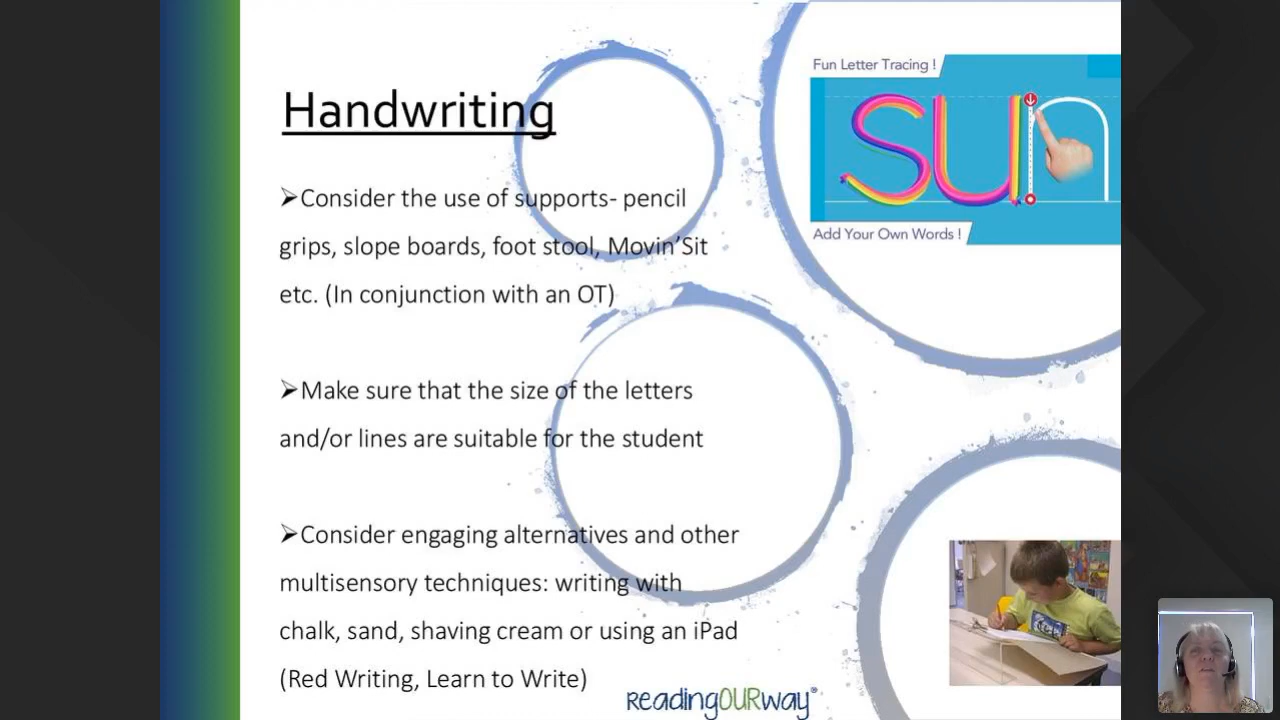 Handwriting
Fun Letter Tracing !
sun
Add Your Own Words !
➢Consider the use of supports- pencil
grips, slope boards, foot stool, Movin’Sit
etc. (In conjunction with an OT)
➢Make sure that the size of the letters
and/or lines are suitable for the student
➢Consider engaging alternatives and other
multisensory techniques: writing with
chalk, sand, shaving cream or using an iPad
(Red Writing, Learn to Write)
readingOURway®